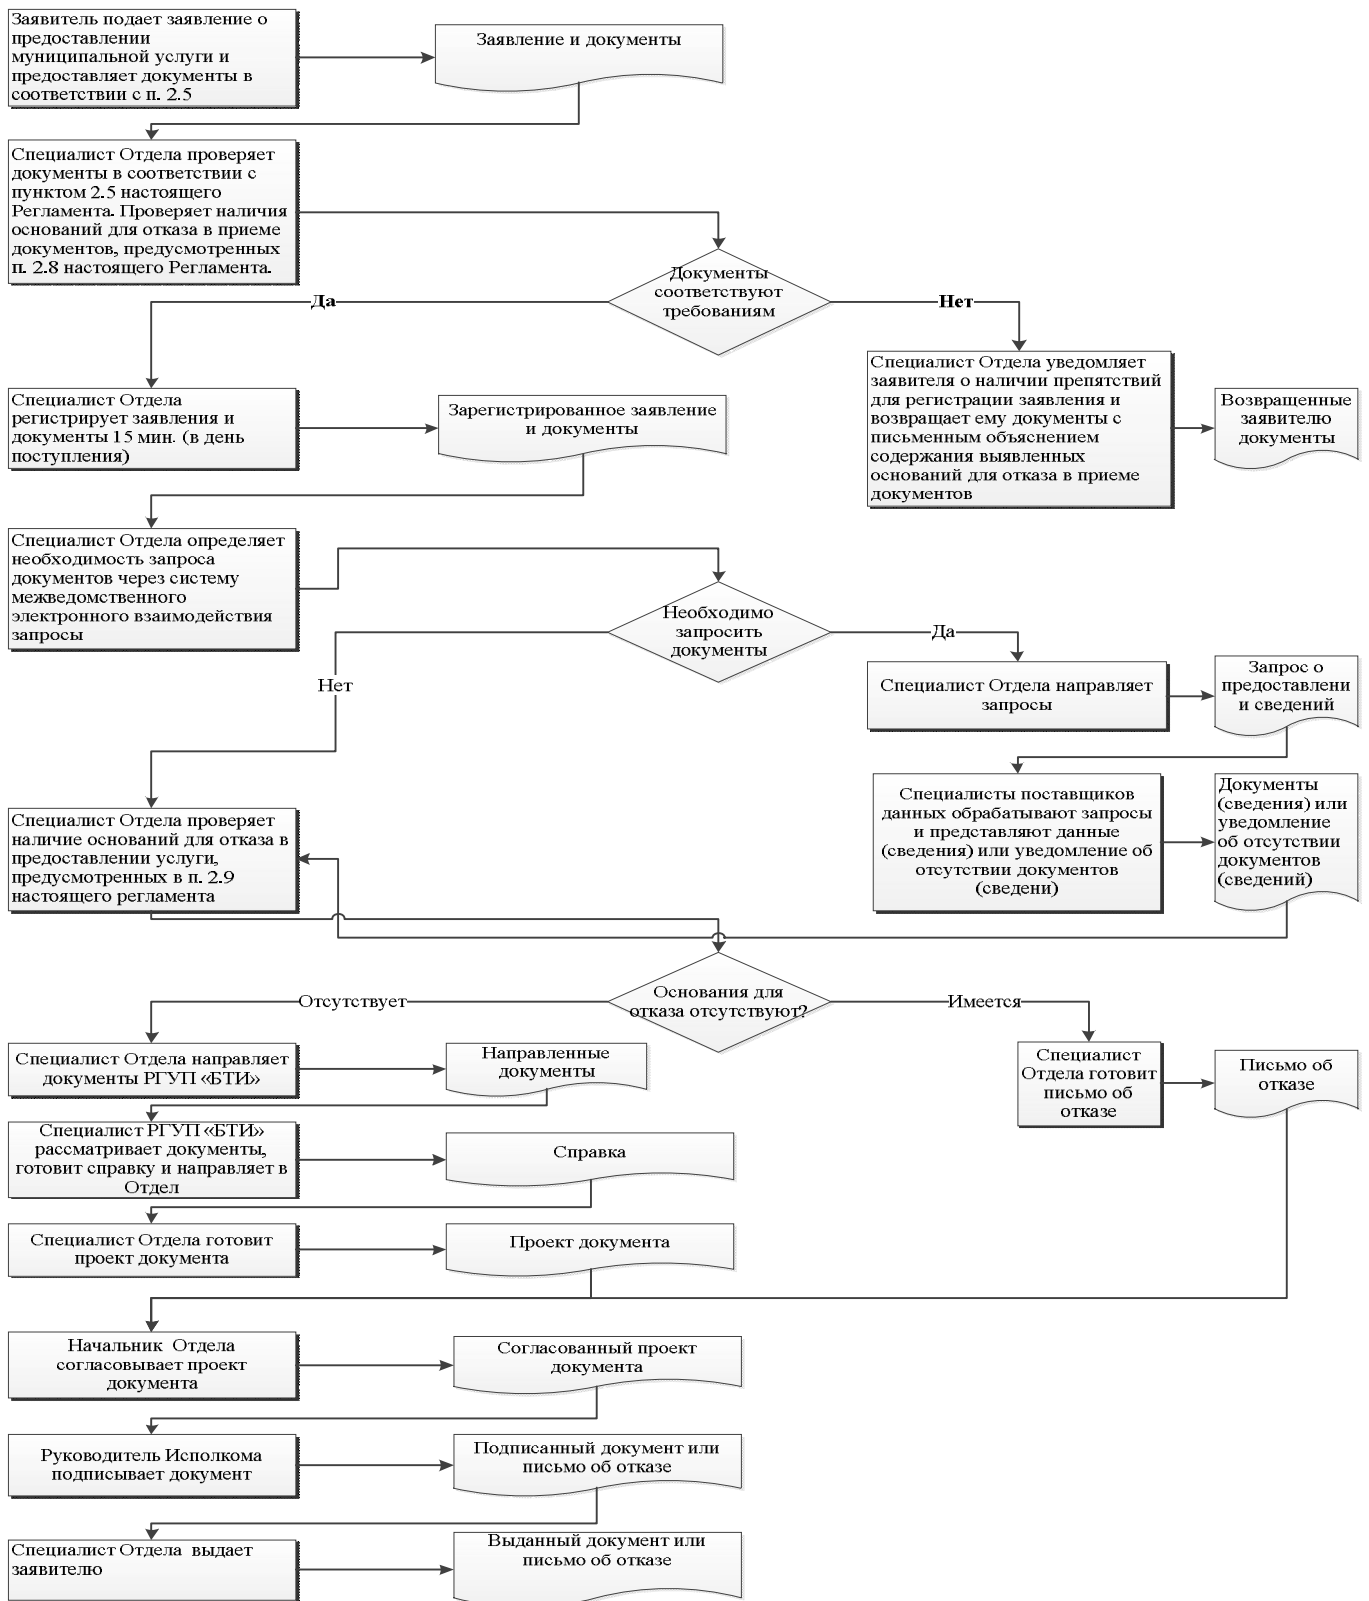 Заявитель подает заявление о
предоставлении
муниципальной услуги и
предоставляет документы в
соответствии с п. 2.5
Заявление и документы
Специалист Отдела проверяет
документы в соответствии с
пунктом 2.5 настоящего
Регламента. Проверяет наличия
оснований для отказа в приеме
документов, предусмотренных
п. 2.8 настоящего Регламента.
Документы
соответствуют
требованиям
Да
Нет
Специалист Отдела уведомляет
заявителя о наличии препятствий
для регистрации заявления и
возвращает ему документы с
письменным объяснением
содержания выявленных
оснований для отказа в приеме
документов
Возвращенные
заявителю
документы
Специалист Отдела
регистрирует заявления и
документы 15 мин. (в день
поступления)
Зарегистрированное заявление
и документы
Специалист Отдела определяет
необходимость запроса
документов через систему
межведомственного
электронного взаимодействия
запросы
Необходимо
запросить
документы
Да
Нет
Специалист Отдела направляет
запросы
Запрос о
предоставлени
и сведений
Специалисты поставщиков
данных обрабатывают запросы
и представляют данные
(сведения) или уведомление об
отсутствии документов
(сведени)
Документы
(сведения) или
уведомление
об отсутствии
документов
(сведений)
Специалист Отдела проверяет
наличие оснований для отказа в
предоставлении услуги,
предусмотренных в п. 2.9
настоящего регламента
Основания для
отказа отсутствуют?
Отсутствует
Имеется
Специалист Отдела направляет
документы РГУП «БТИ»
Направленные
документы
Специалист
Отдела готовит
письмо об
отказе
Письмо об
отказе
Специалист РГУП «БТИ»
рассматривает документы,
готовит справку и направляет в
Отдел
Справка
Специалист Отдела готовит
проект документа
Проект документа
Начальник Отдела
согласовывает проект
документа
Согласованный проект
документа
Руководитель Исполкома
подписывает документ
Подписанный документ или
письмо об отказе
Специалист Отдела выдает
заявителю
Выданный документ или
письмо об отказе